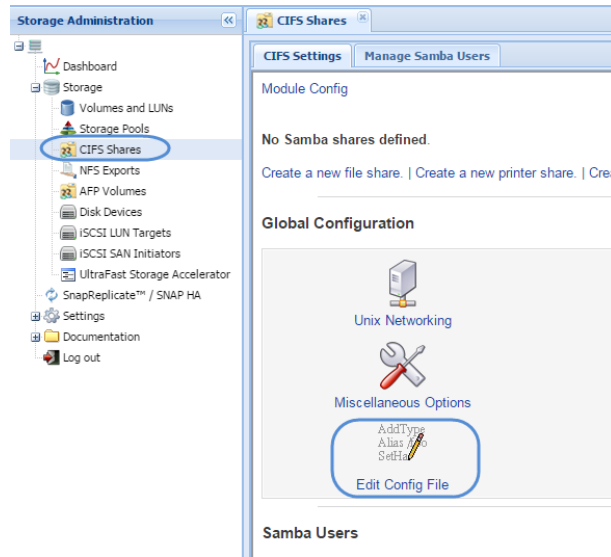 Storage Administration
Dashboard
Storage
Volumes and LUNs
Storage Pools
CIFS Shares
NFS Exports
AFP Volumes
Disk Devices
iSCSI LUN Targets
iSCSI SAN Initiators
UltraFast Storage Accelerator
SnapReplicate™ / SNAP HA
Settings
Documentation
Log out
CIFS Shares
CIFS Settings Manage Samba Users
Module Config
No Samba shares defined.
Create a new file share. | Create a new printer share. | Cre
Global Configuration
Unix Networking
Miscellaneous Options
AddType
Alias /
SetHa
Edit Config File
Samba Users